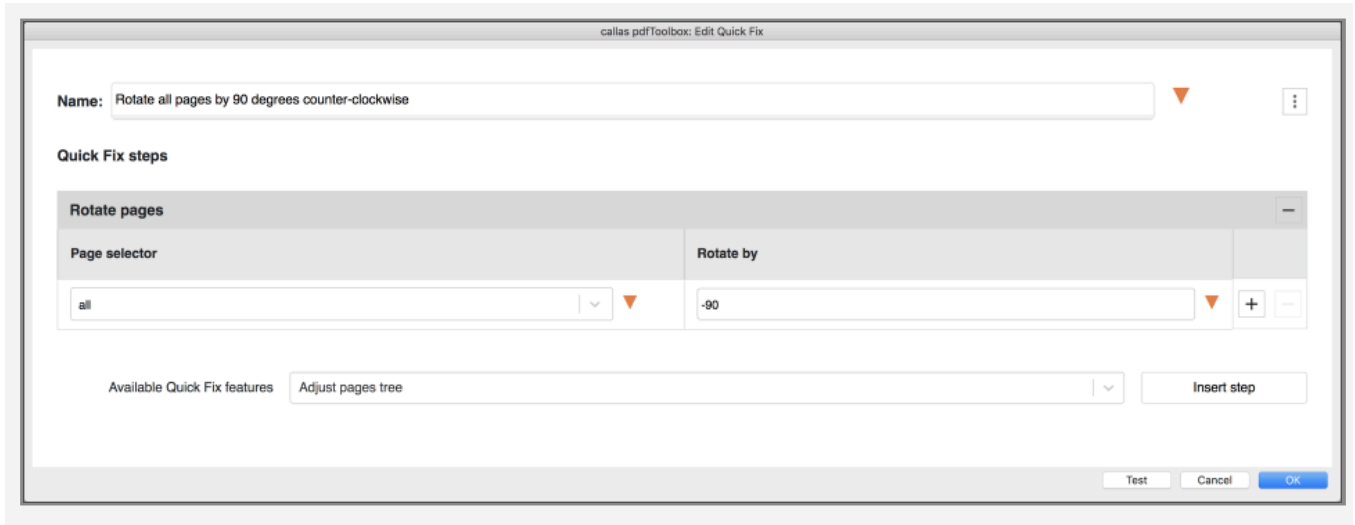 callas pdfToolbox: Edit Quick Fix
Name: Rotate all pages by 90 degrees counter-clockwise
Quick Fix steps
Rotate pages
Page selector Rotate by
all -90
Available Quick Fix features Adjust pages tree Insert step
Test Cancel OK